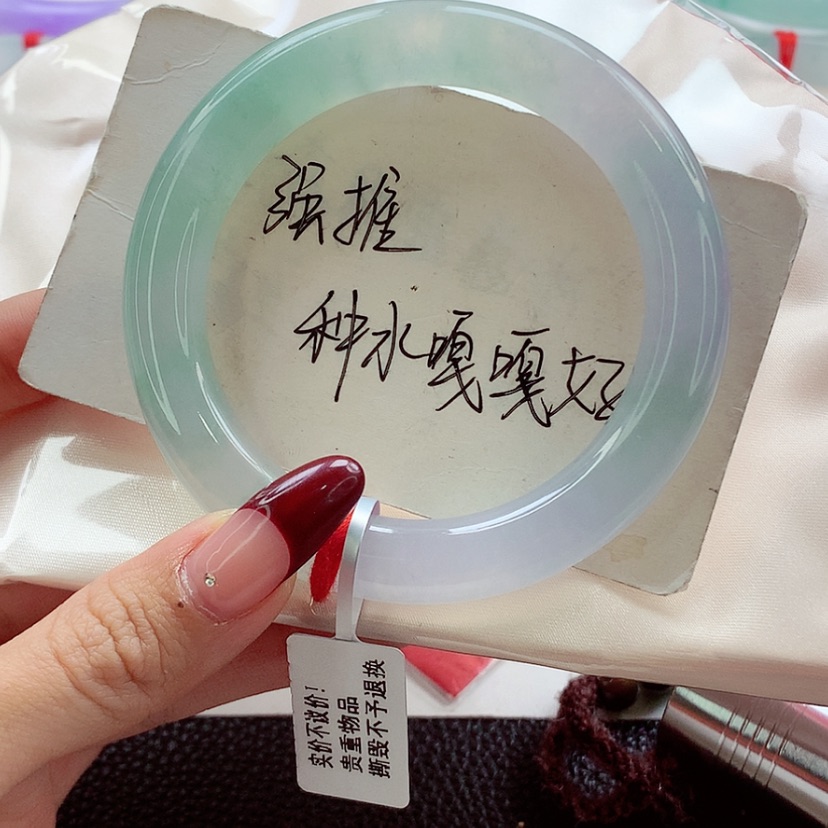 强推
种水嘎嘎好
实价不议价!
贵重物品
撕毁不予退换